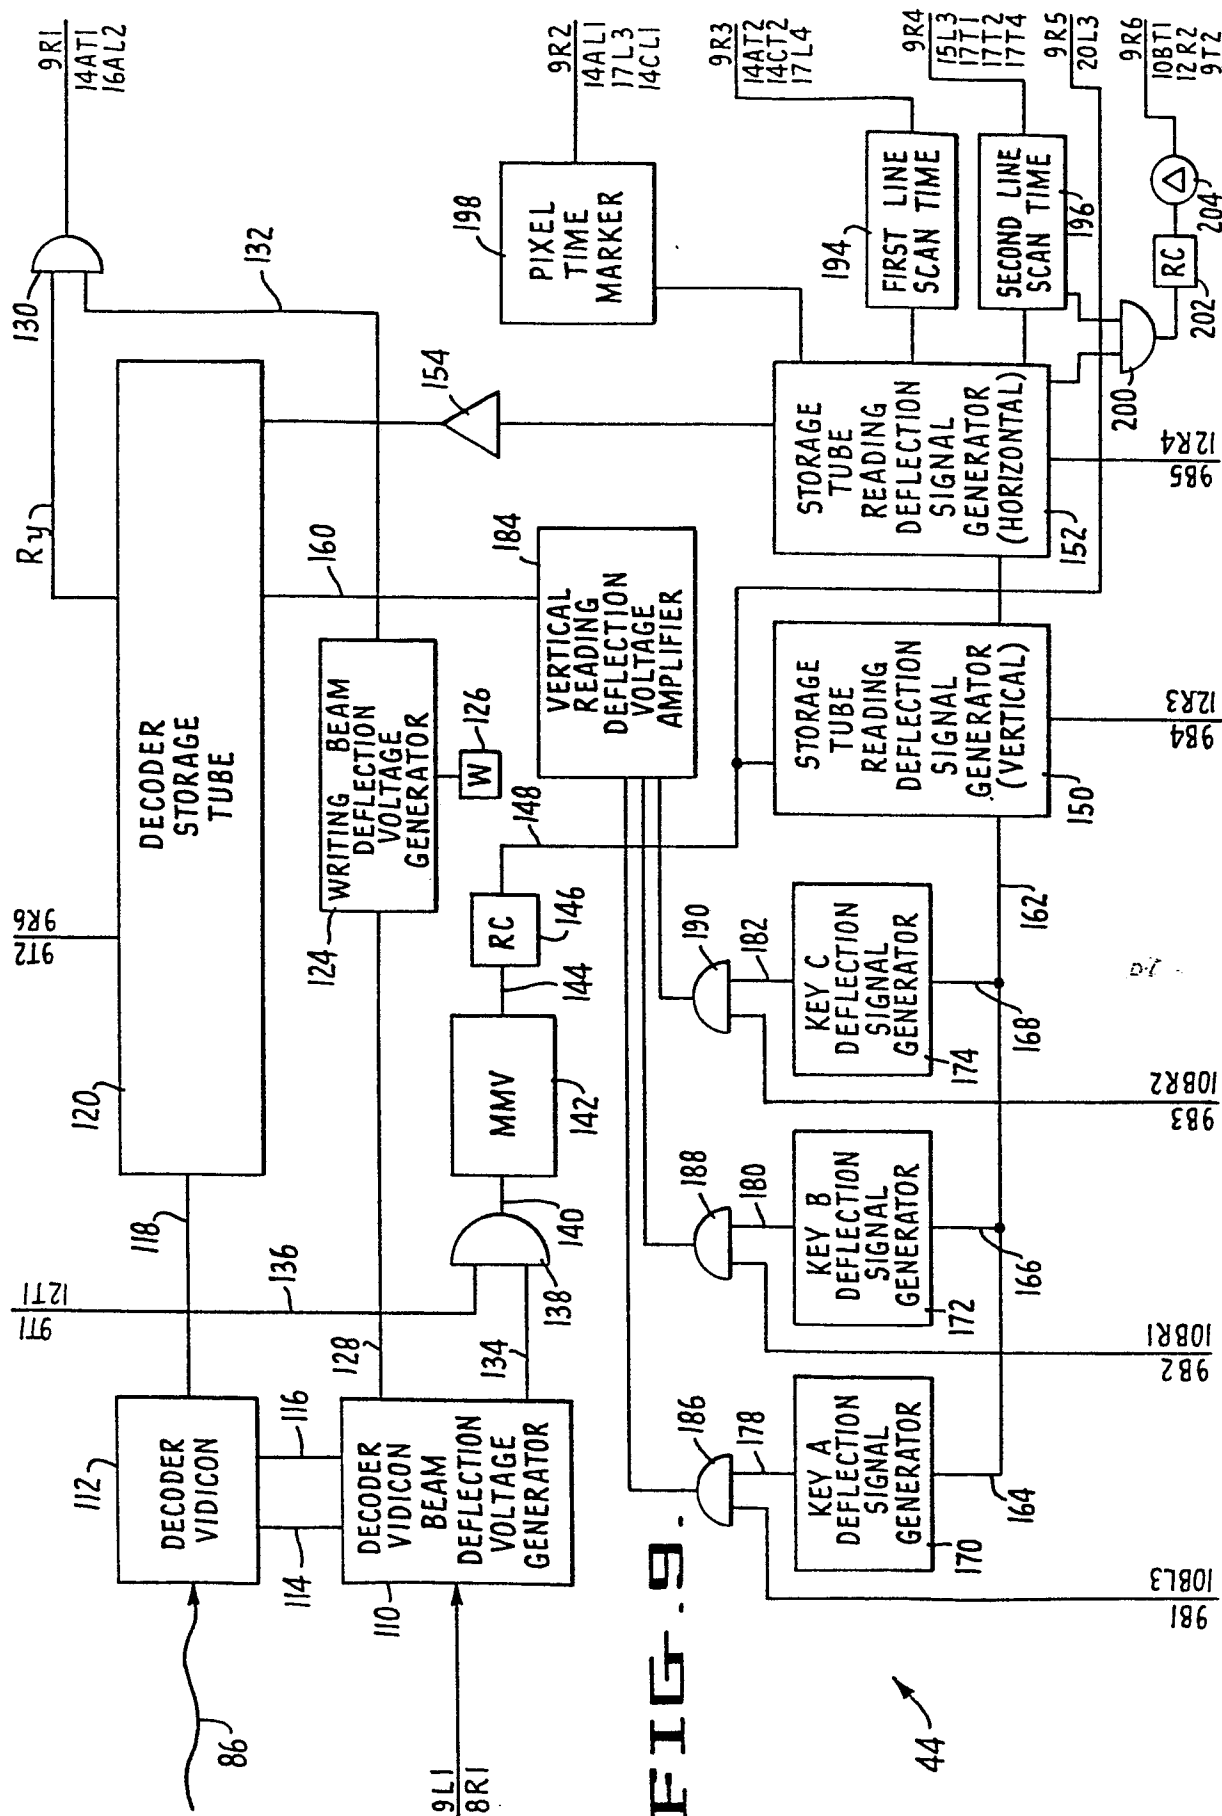 9R1
14AT1
16AL2
9R2
14AL1
17L3
14CL1
9R3
14AT2
14CT2
17L4
9R4
15L3
17T1
17T2
17T4
9R5
20L3
9R6
10BT1
12R2
9T2
130
132
Ry
198
PIXEL
TIME
MARKER
194
FIRST LINE
SCAN TIME
SECOND LINE
SCAN TIME
196
RC
202
Δ
204
200
154
STORAGE
TUBE
READING
DEFLECTION
SIGNAL
GENERATOR
(HORIZONTAL)
152
9B5
12R4
9T2
9R6
120
DECODER
STORAGE
TUBE
160
184
VERTICAL
READING
DEFLECTION
VOLTAGE
AMPLIFIER
124
WRITING BEAM
DEFLECTION
VOLTAGE
GENERATOR
W
126
148
RC
146
144
MMV
142
140
138
STORAGE
TUBE
READING
DEFLECTION
SIGNAL
GENERATOR
(VERTICAL)
150
9B4
12R3
162
118
9T1
12T1
136
128
134
112
DECODER
VIDICON
116
114
DECODER
VIDICON
BEAM
DEFLECTION
VOLTAGE
GENERATOR
110
86
9L1
8R1
190
182
KEY C
DEFLECTION
SIGNAL
GENERATOR
174
168
9B3
10BR2
188
180
KEY B
DEFLECTION
SIGNAL
GENERATOR
172
166
9B2
10BR1
186
178
KEY A
DEFLECTION
SIGNAL
GENERATOR
170
164
9B1
10BL3
44
FIG. 9.